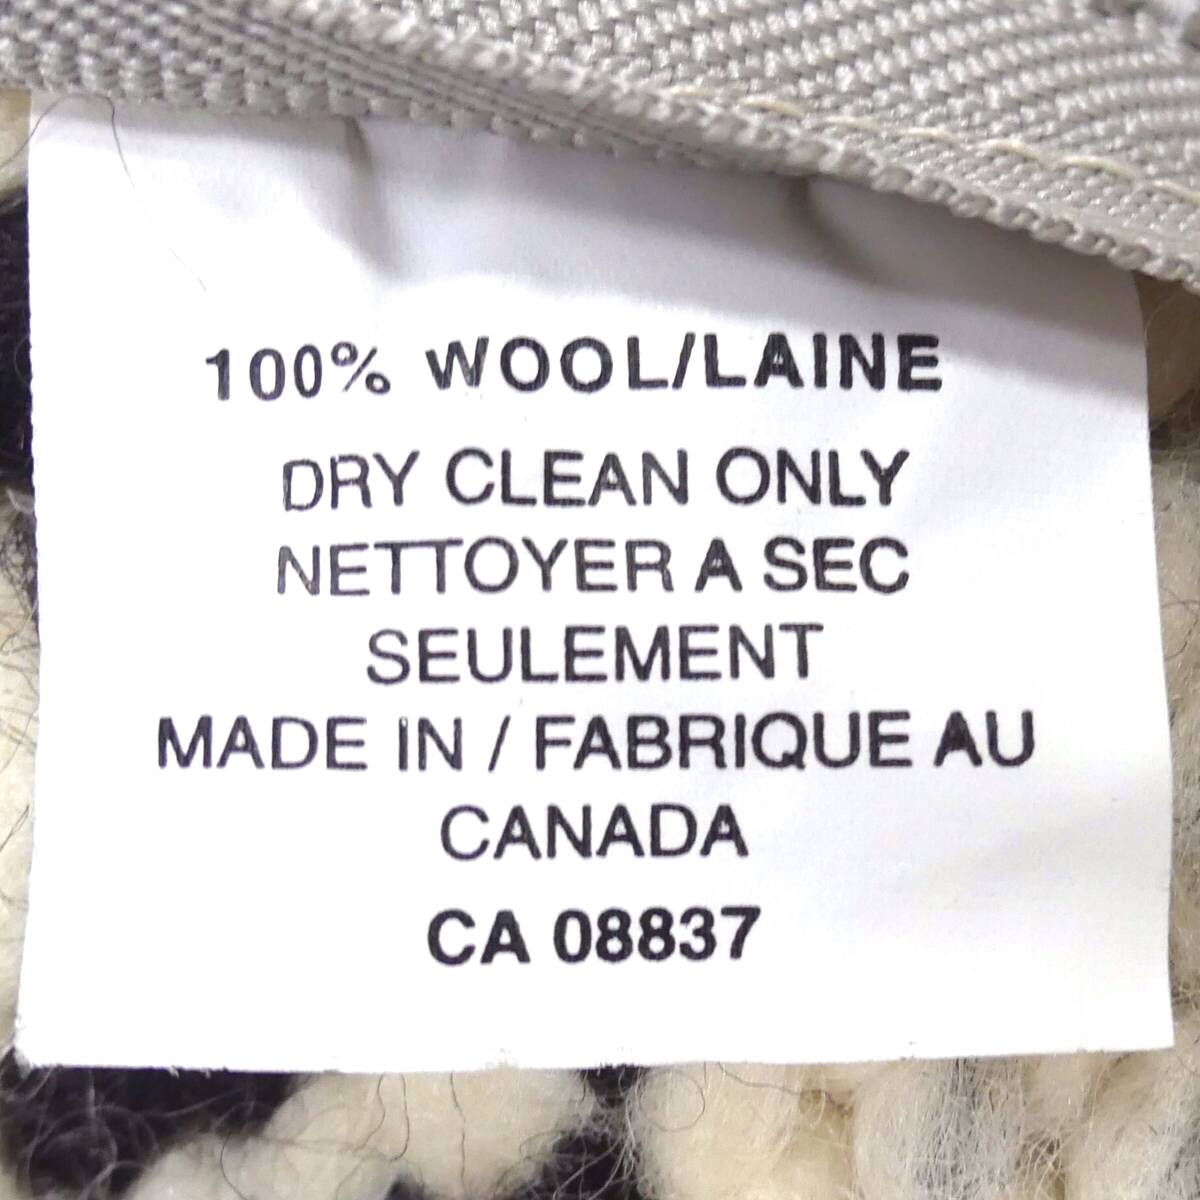 100% WOOL/LAINE
DRY CLEAN ONLY
NETTOYER A SEC
SEULEMENT
MADE IN / FABRIQUE AU
CANADA
CA 08837